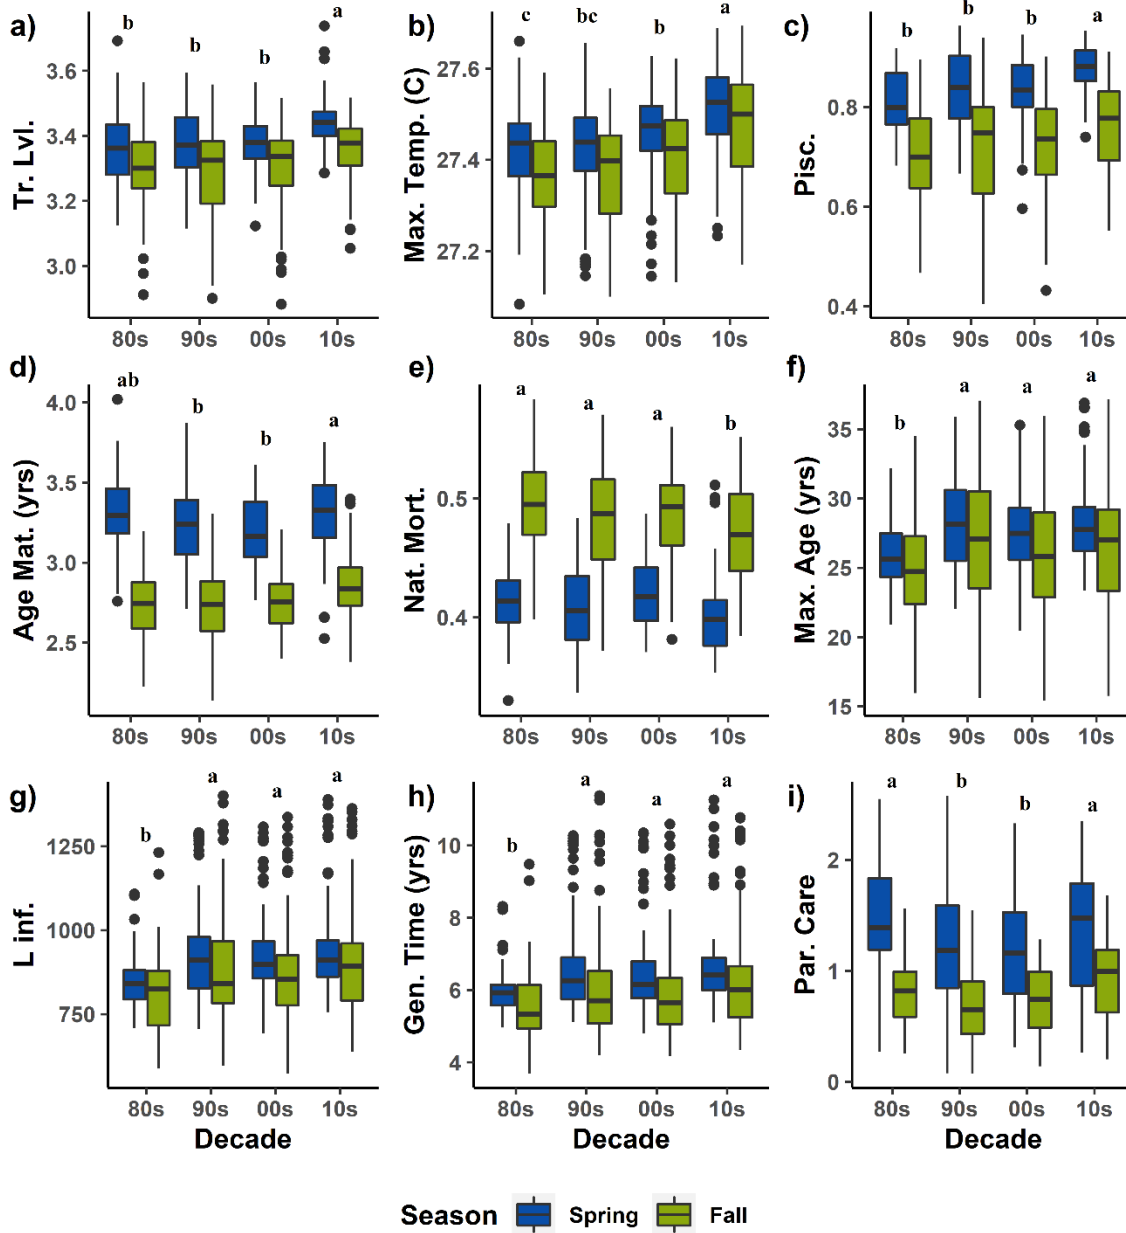 a) b) c)
b b b a
c bc b a
b b b a
Tr. Lvl.
3.6
3.4
3.2
3.0
Max. Temp. (C)
27.6
27.4
27.2
Pisc.
0.8
0.6
0.4
80s 90s 00s 10s
80s 90s 00s 10s
80s 90s 00s 10s
d) e) f)
ab b b a
a a a b
b a a a
Age Mat. (yrs)
4.0
3.5
3.0
2.5
Nat. Mort.
0.5
0.4
Max. Age (yrs)
35
30
25
20
15
80s 90s 00s 10s
80s 90s 00s 10s
80s 90s 00s 10s
g) h) i)
b a a a
b a a a
a b b a
L inf.
1250
1000
750
Gen. Time (yrs)
10
8
6
4
Par. Care
2
1
0
80s 90s 00s 10s
80s 90s 00s 10s
80s 90s 00s 10s
Decade Decade Decade
Season Spring Fall